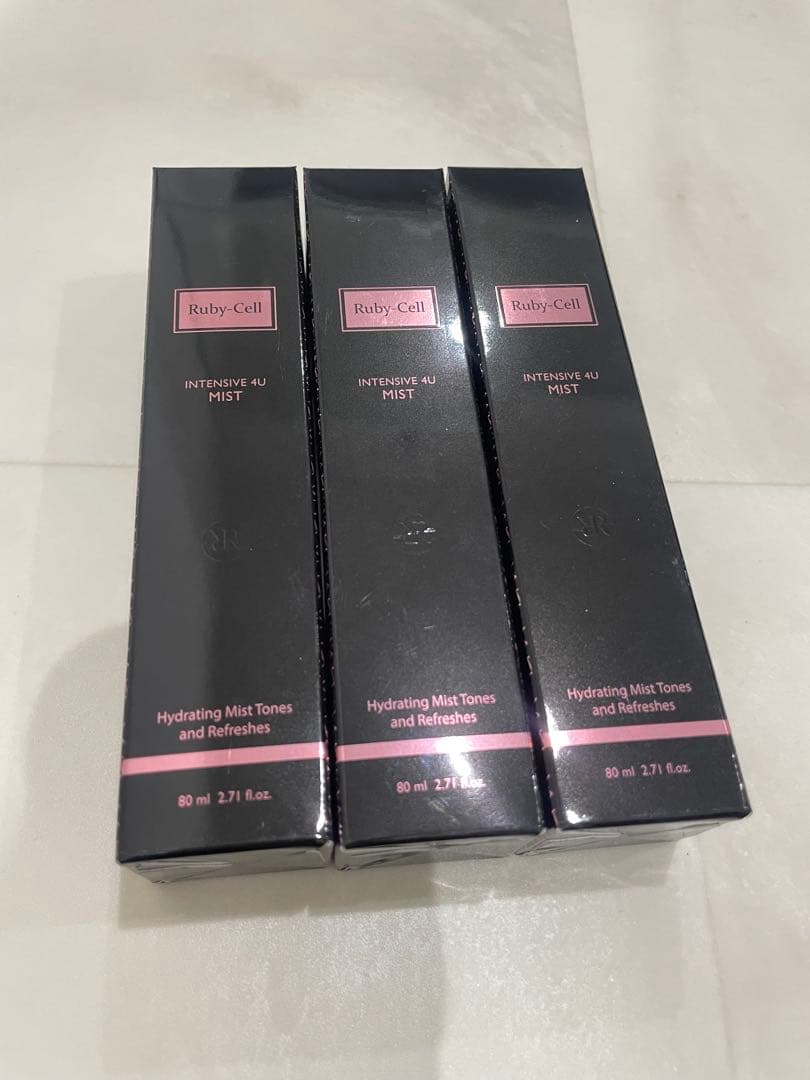 Ruby-Cell
INTENSIVE 4U
MIST
Hydrating Mist Tones
and Refreshes
80 ml 2.71 fl.oz.
Ruby-Cell
INTENSIVE 4U
MIST
Hydrating Mist Tones
and Refreshes
80 ml 2.71 fl.oz.
Ruby-Cell
INTENSIVE 4U
MIST
Hydrating Mist Tones
and Refreshes
80 ml 2.71 fl.oz.